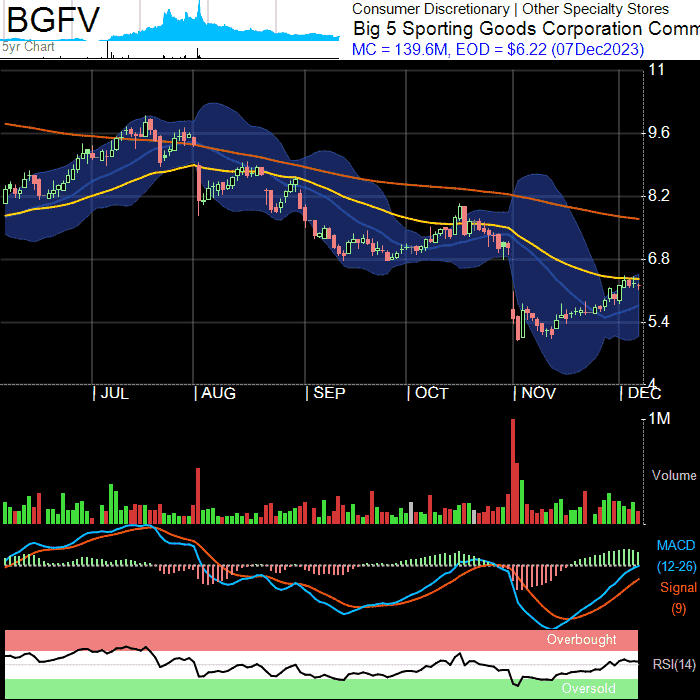 BGFV
5yr Chart
Consumer Discretionary | Other Specialty Stores
Big 5 Sporting Goods Corporation Comm
MC = 139.6M, EOD = $6.22 (07Dec2023)
11
9.6
8.2
6.8
5.4
4
| JUL
| AUG
| SEP
| OCT
| NOV
| DEC
1M
Volume
MACD
(12-26)
Signal
(9)
Overbought
RSI(14)
Oversold